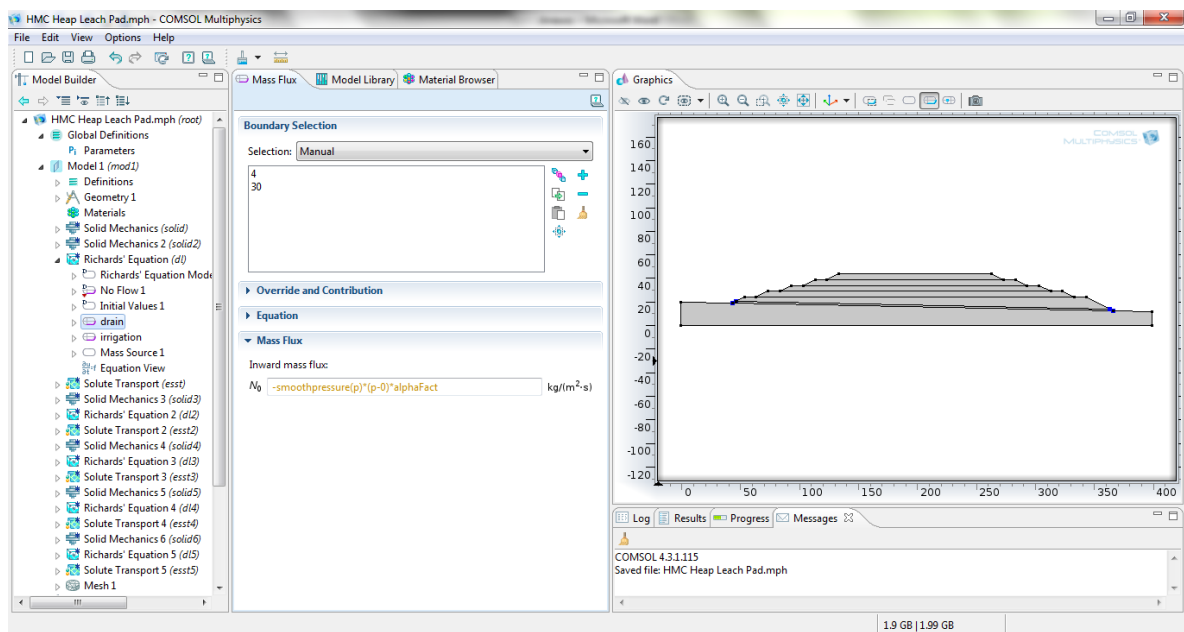 HMC Heap Leach Pad.mph - COMSOL Multiphysics
File Edit View Options Help
Model Builder
HMC Heap Leach Pad.mph (root)
Global Definitions
Pi Parameters
Model 1 (mod1)
Definitions
Geometry 1
Materials
Solid Mechanics (solid)
Solid Mechanics 2 (solid2)
Richards' Equation (dl)
Richards' Equation Mode
No Flow 1
Initial Values 1
drain
irrigation
Mass Source 1
Equation View
Solute Transport (esst)
Solid Mechanics 3 (solid3)
Richards' Equation 2 (dl2)
Solute Transport 2 (esst2)
Solid Mechanics 4 (solid4)
Richards' Equation 3 (dl3)
Solute Transport 3 (esst3)
Solid Mechanics 5 (solid5)
Richards' Equation 4 (dl4)
Solute Transport 4 (esst4)
Solid Mechanics 6 (solid6)
Richards' Equation 5 (dl5)
Solute Transport 5 (esst5)
Mesh 1
Mass Flux Model Library Material Browser
Boundary Selection
Selection: Manual
4
30
Override and Contribution
Equation
Mass Flux
Inward mass flux:
N₀ -smoothpressure(p)*(p-0)*alphaFact kg/(m²·s)
Graphics
COMSOL
MULTIPHYSICS
160
140
120
100
80
60
40
20
0
-20
-40
-60
-80
-100
-120
0 50 100 150 200 250 300 350 400
Log Results Progress Messages
COMSOL 4.3.1.115
Saved file: HMC Heap Leach Pad.mph
1.9 GB | 1.99 GB